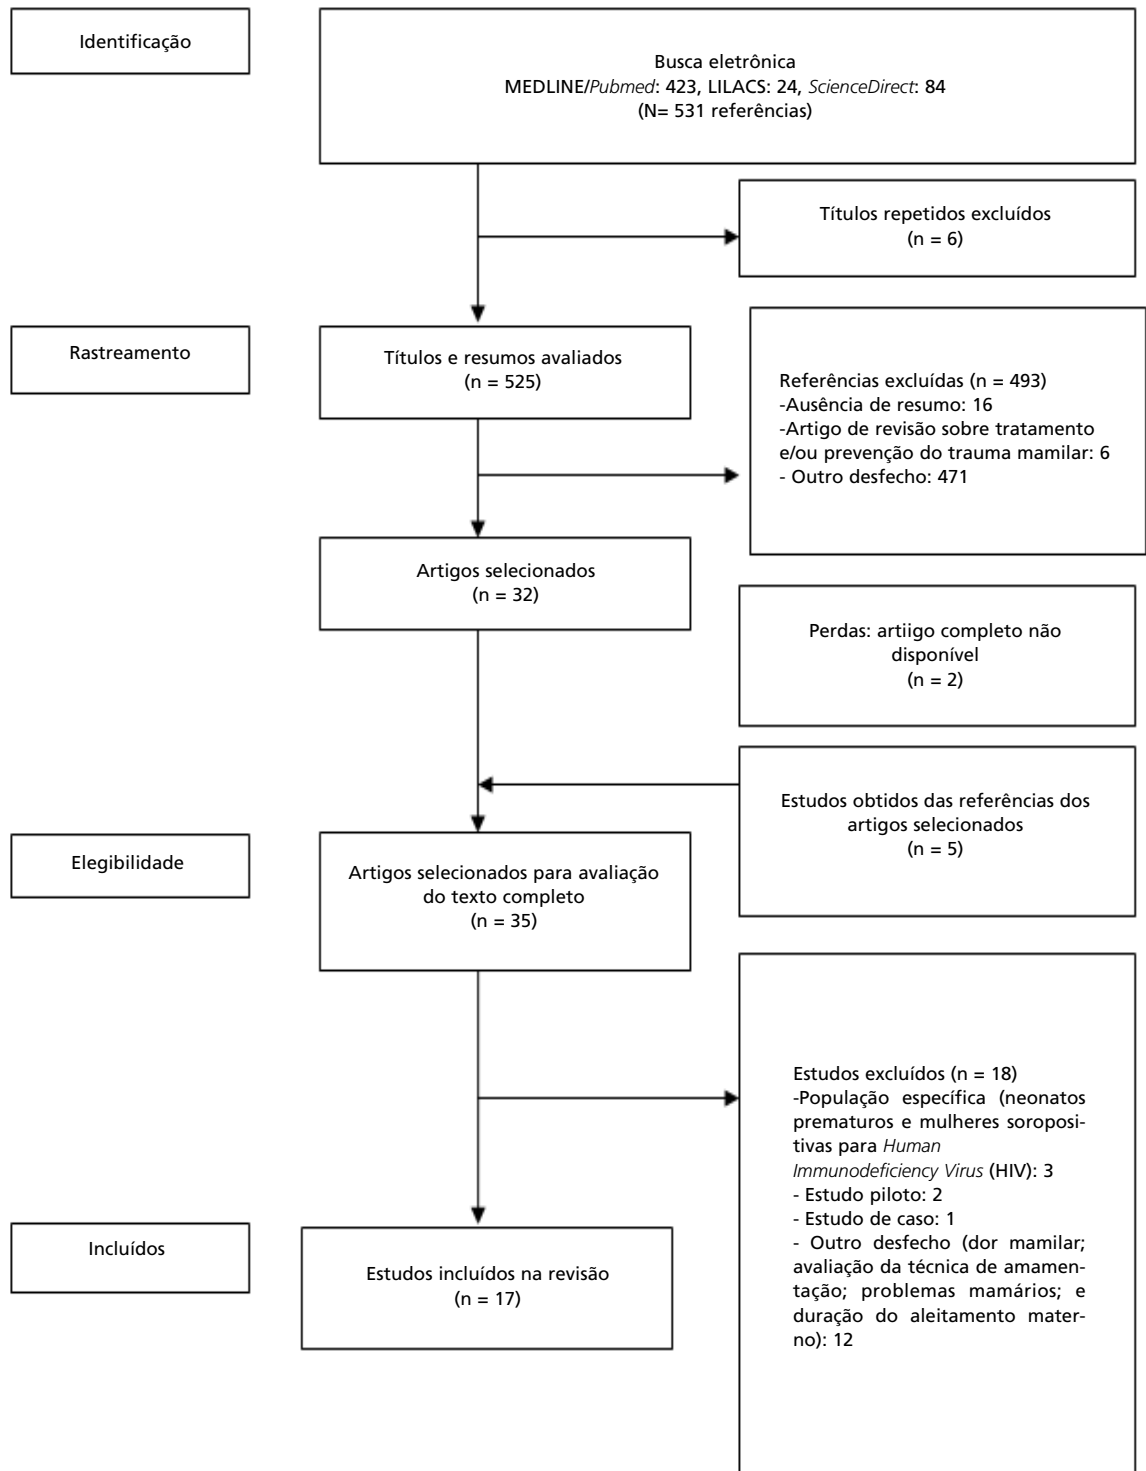 Identificação
Busca eletrônica
MEDLINE/Pubmed: 423, LILACS: 24, ScienceDirect: 84
(N= 531 referências)
Títulos repetidos excluídos
(n = 6)
Rastreamento
Títulos e resumos avaliados
(n = 525)
Referências excluídas (n = 493)
-Ausência de resumo: 16
-Artigo de revisão sobre tratamento
e/ou prevenção do trauma mamilar: 6
- Outro desfecho: 471
Artigos selecionados
(n = 32)
Perdas: artiigo completo não
disponível
(n = 2)
Estudos obtidos das referências dos
artigos selecionados
(n = 5)
Elegibilidade
Artigos selecionados para avaliação
do texto completo
(n = 35)
Estudos excluídos (n = 18)
-População específica (neonatos
prematuros e mulheres soroposi-
tivas para Human
Immunodeficiency Virus (HIV): 3
- Estudo piloto: 2
- Estudo de caso: 1
- Outro desfecho (dor mamilar;
avaliação da técnica de amamen-
tação; problemas mamários; e
duração do aleitamento mater-
no): 12
Incluídos
Estudos incluídos na revisão
(n = 17)